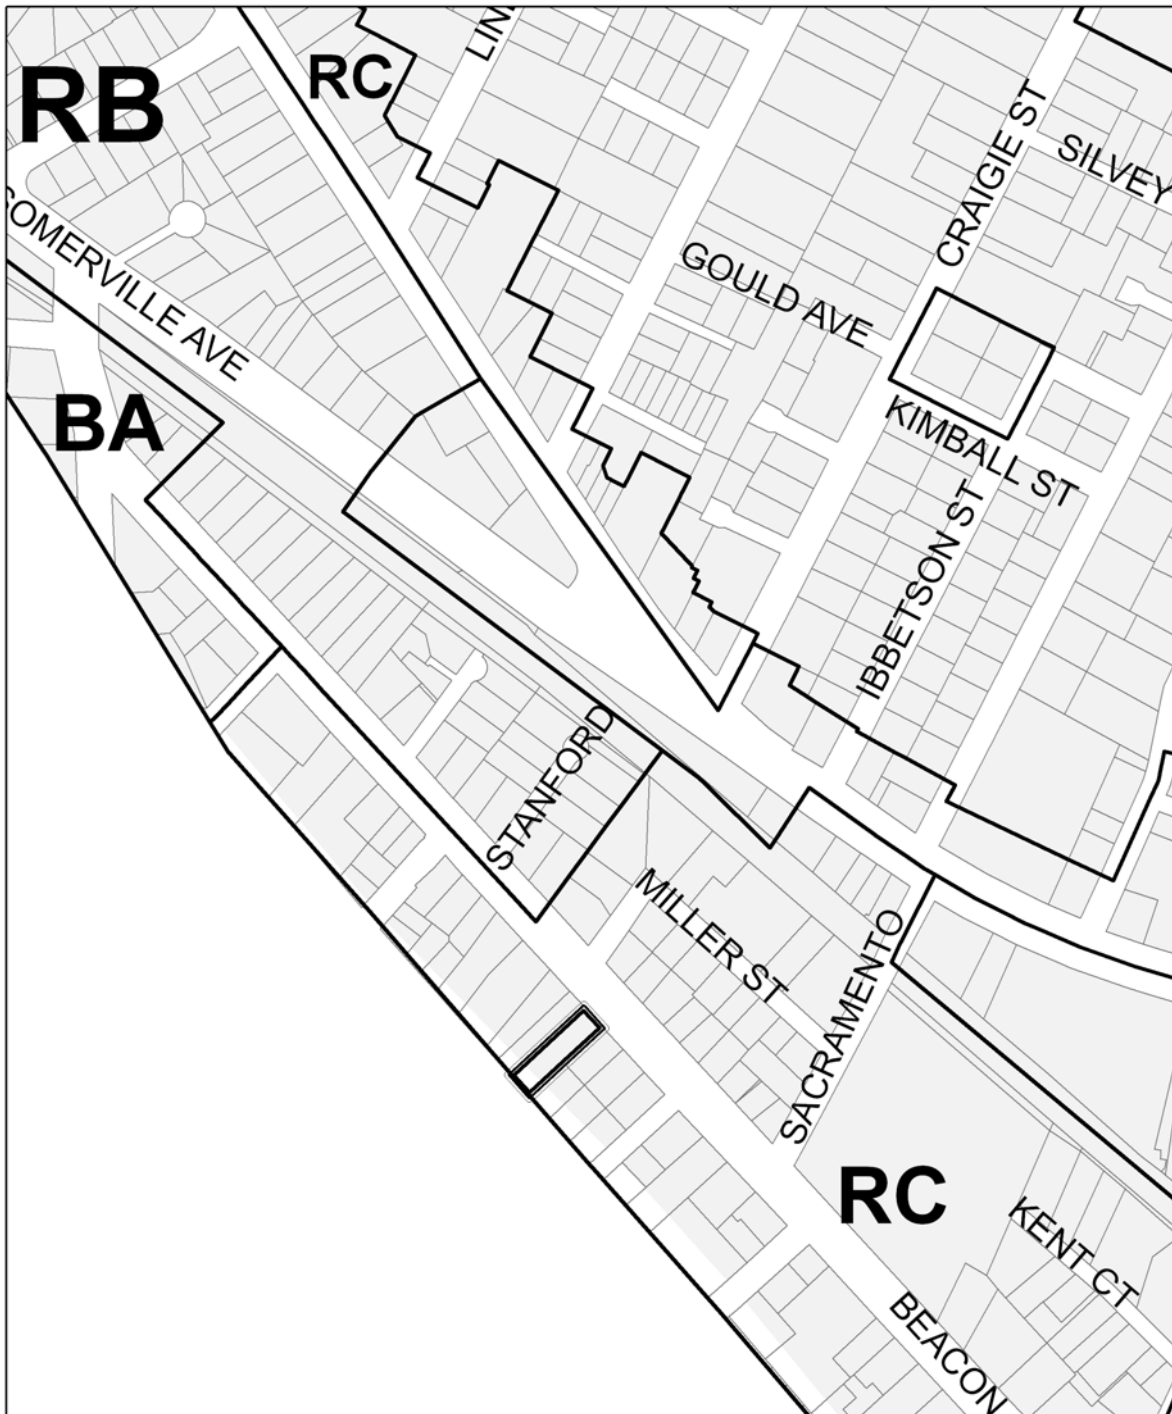 RB
RC
LIN
CRAIGIE ST
SILVEY
SOMERVILLE AVE
GOULD AVE
BA
KIMBALL ST
IBBETSON ST
STANFORD
MILLER ST
SACRAMENTO
RC
KENT CT
BEACON